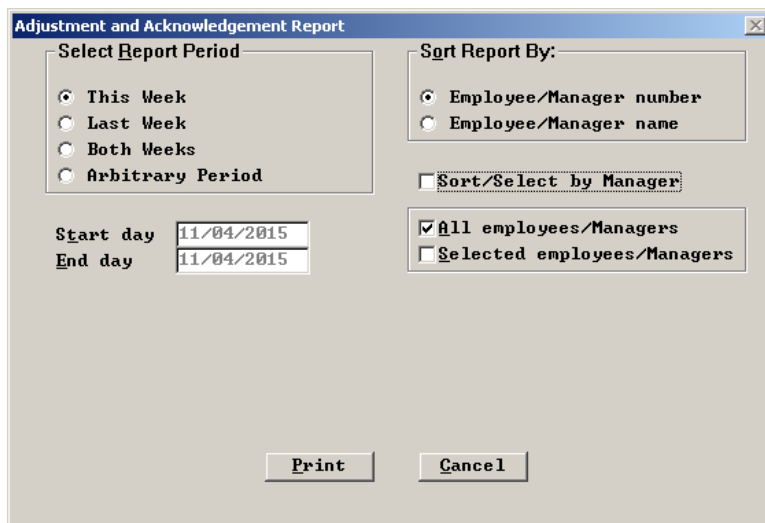 Adjustment and Acknowledgement Report
Select Report Period
This Week
Last Week
Both Weeks
Arbitrary Period
Start day 11/04/2015
End day 11/04/2015
Sort Report By:
Employee/Manager number
Employee/Manager name
Sort/Select by Manager
All employees/Managers
Selected employees/Managers
Print
Cancel